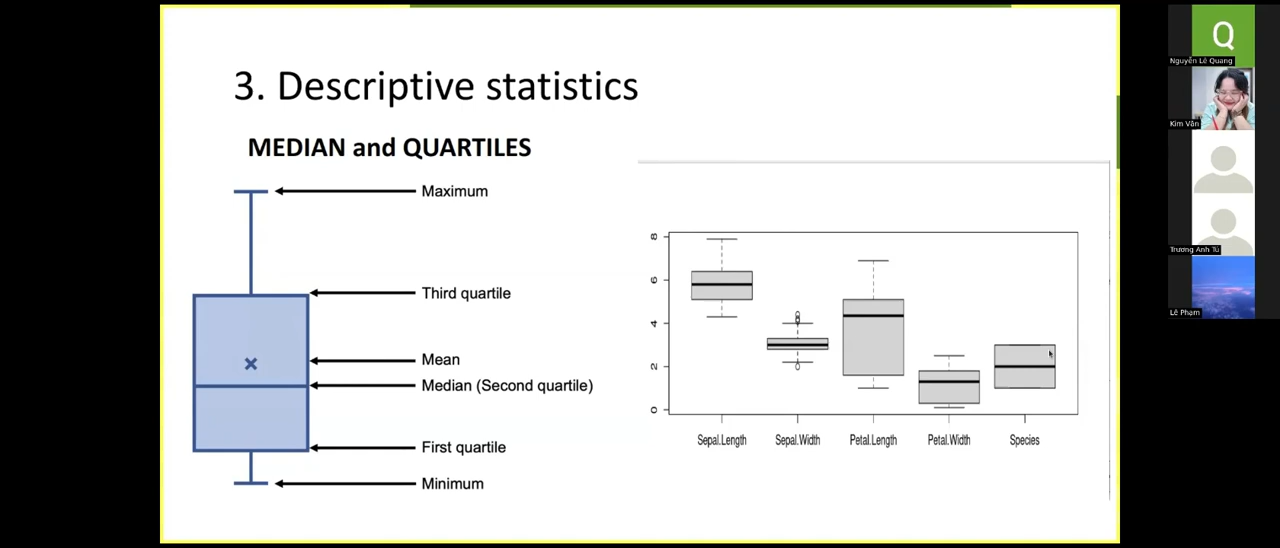 3. Descriptive statistics
MEDIAN and QUARTILES
Maximum
Third quartile
Mean
Median (Second quartile)
First quartile
Minimum
8
6
4
2
0
Sepal.Length Sepal.Width Petal.Length Petal.Width Species
Q
Nguyễn Lê Quang
Kim Vân
Trương Anh Tú
Lê Phạm